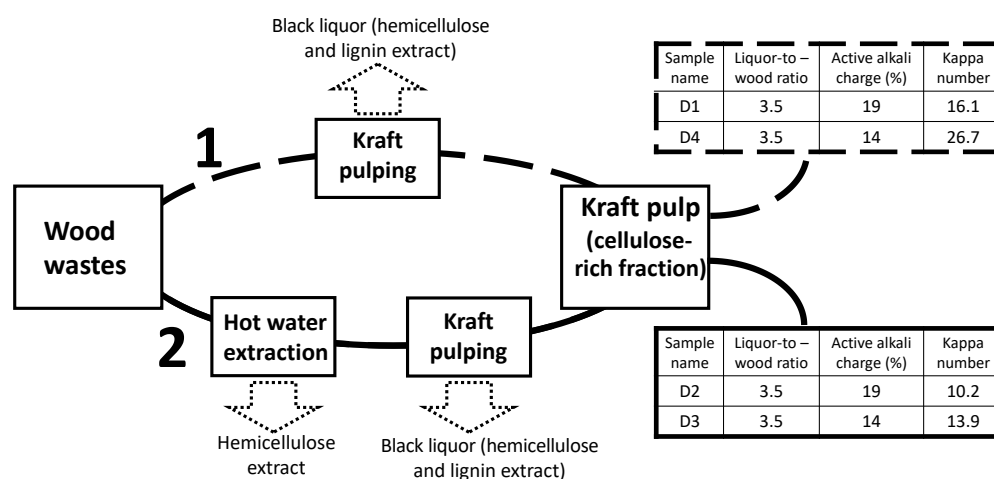 Black liquor (hemicellulose
and lignin extract)
1
Kraft
pulping
Wood
wastes
Kraft pulp
(cellulose-
rich fraction)
2
Hot water
extraction
Kraft
pulping
Hemicellulose
extract
Black liquor (hemicellulose
and lignin extract)
Sample name Liquor-to – wood ratio Active alkali charge (%) Kappa number
D1 3.5 19 16.1
D4 3.5 14 26.7
Sample name Liquor-to – wood ratio Active alkali charge (%) Kappa number
D2 3.5 19 10.2
D3 3.5 14 13.9